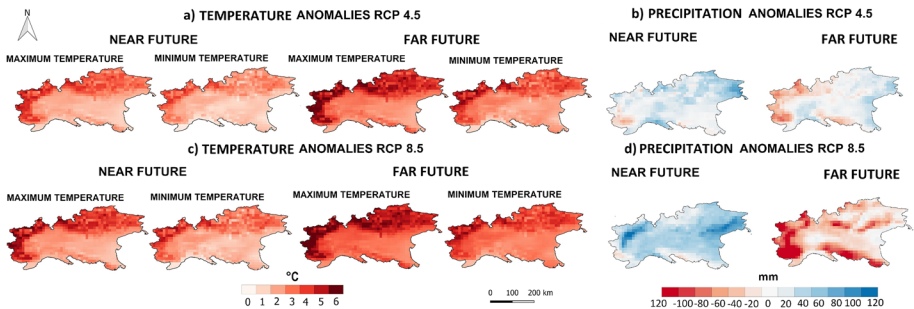 N
a) TEMPERATURE ANOMALIES RCP 4.5
NEAR FUTURE
FAR FUTURE
MAXIMUM TEMPERATURE
MINIMUM TEMPERATURE
MAXIMUM TEMPERATURE
MINIMUM TEMPERATURE
b) PRECIPITATION ANOMALIES RCP 4.5
NEAR FUTURE
FAR FUTURE
c) TEMPERATURE ANOMALIES RCP 8.5
NEAR FUTURE
FAR FUTURE
MAXIMUM TEMPERATURE
MINIMUM TEMPERATURE
MAXIMUM TEMPERATURE
MINIMUM TEMPERATURE
d) PRECIPITATION ANOMALIES RCP 8.5
NEAR FUTURE
FAR FUTURE
°C
0 1 2 3 4 5 6
0 100 200 km
mm
120 -100 -80 -60 -40 -20 0 20 40 60 80 100 120